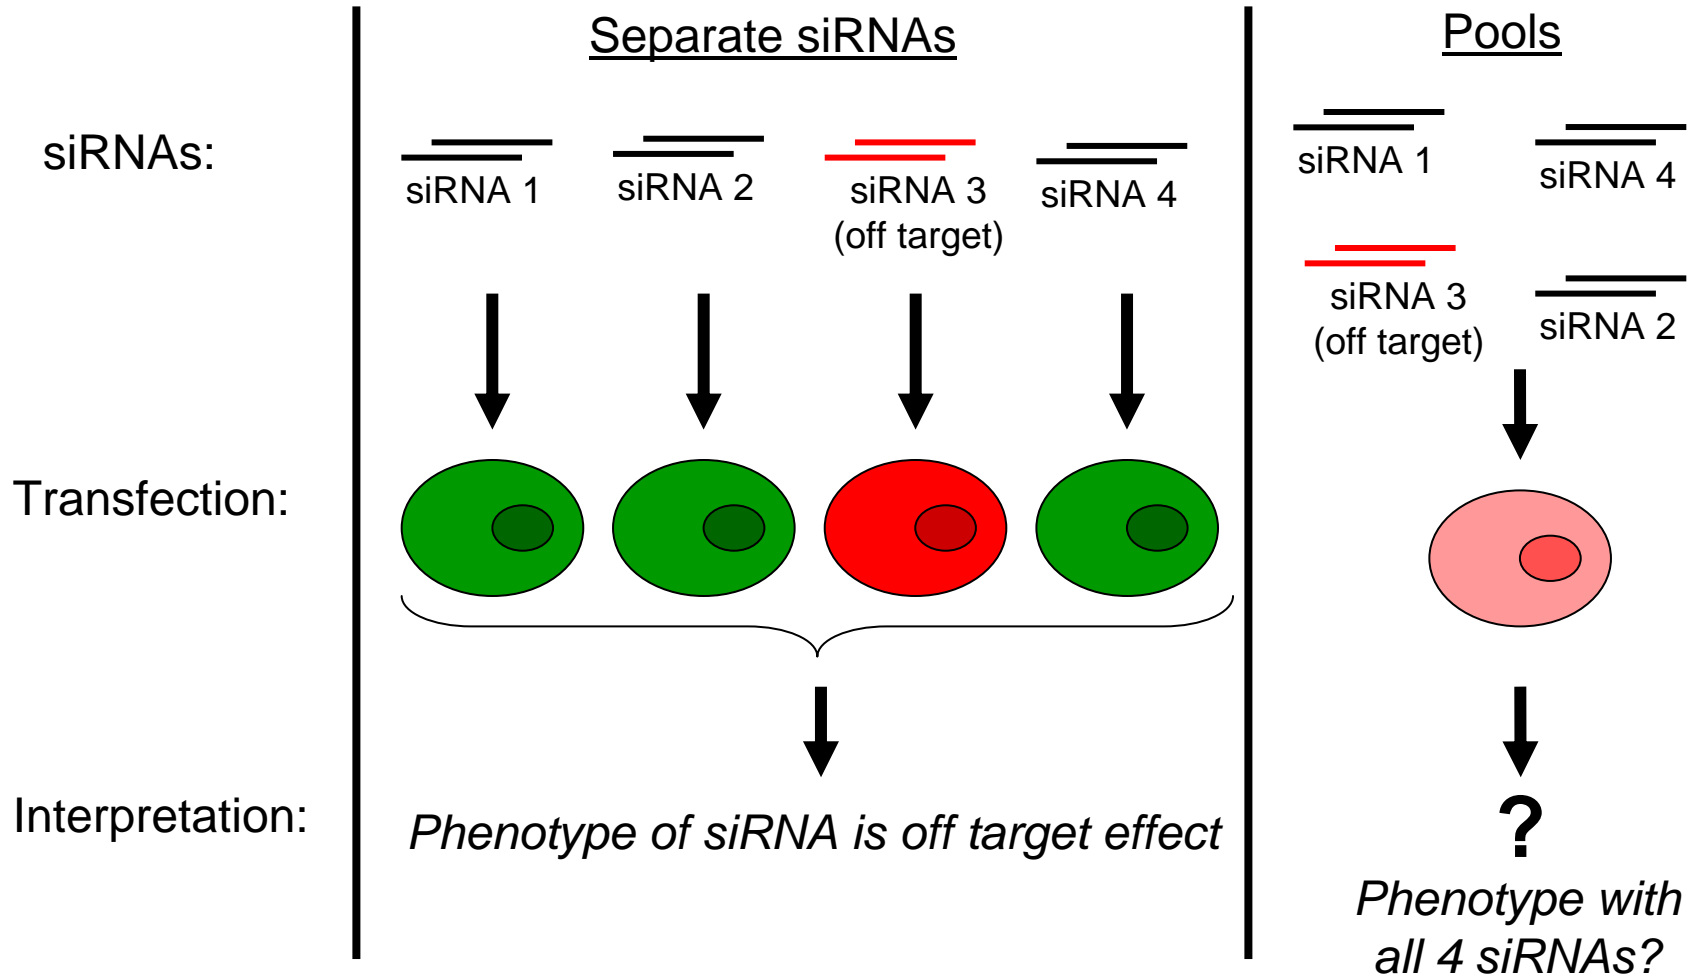 Separate siRNAs
Pools
siRNAs:
siRNA 1
siRNA 2
siRNA 3
(off target)
siRNA 4
siRNA 1
siRNA 4
siRNA 3
(off target)
siRNA 2
Transfection:
Interpretation:
Phenotype of siRNA is off target effect
?
Phenotype with
all 4 siRNAs?